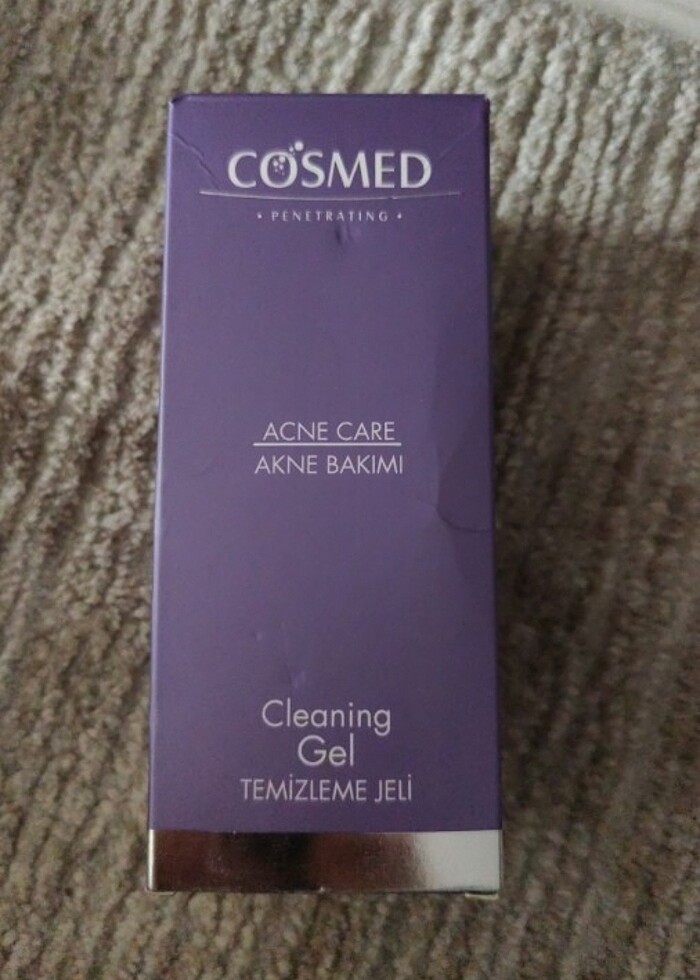 COSMED
• PENETRATING •
ACNE CARE
AKNE BAKIMI
Cleaning
Gel
TEMİZLEME JELİ